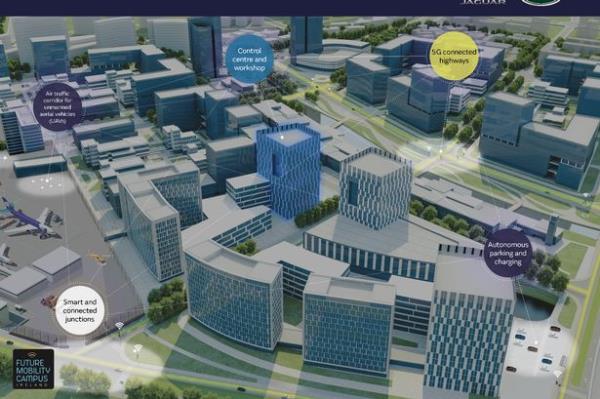 JAGUAR
Control
centre and
workshop
5G connected
highways
Air traffic
corridor for
unmanned
aerial vehicles
(UAVs)
Autonomous
parking and
charging
Smart and
connected
junctions
FUTURE
MOBILITY
CAMPUS
IRELAND